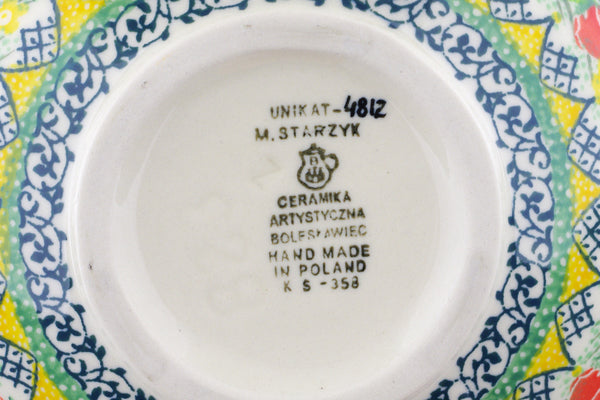 UNIKAT-4812
M. STARZYK
CERAMIKA
ARTYSTYCZNA
BOLESŁAWIEC
HAND MADE
IN POLAND
K S -358